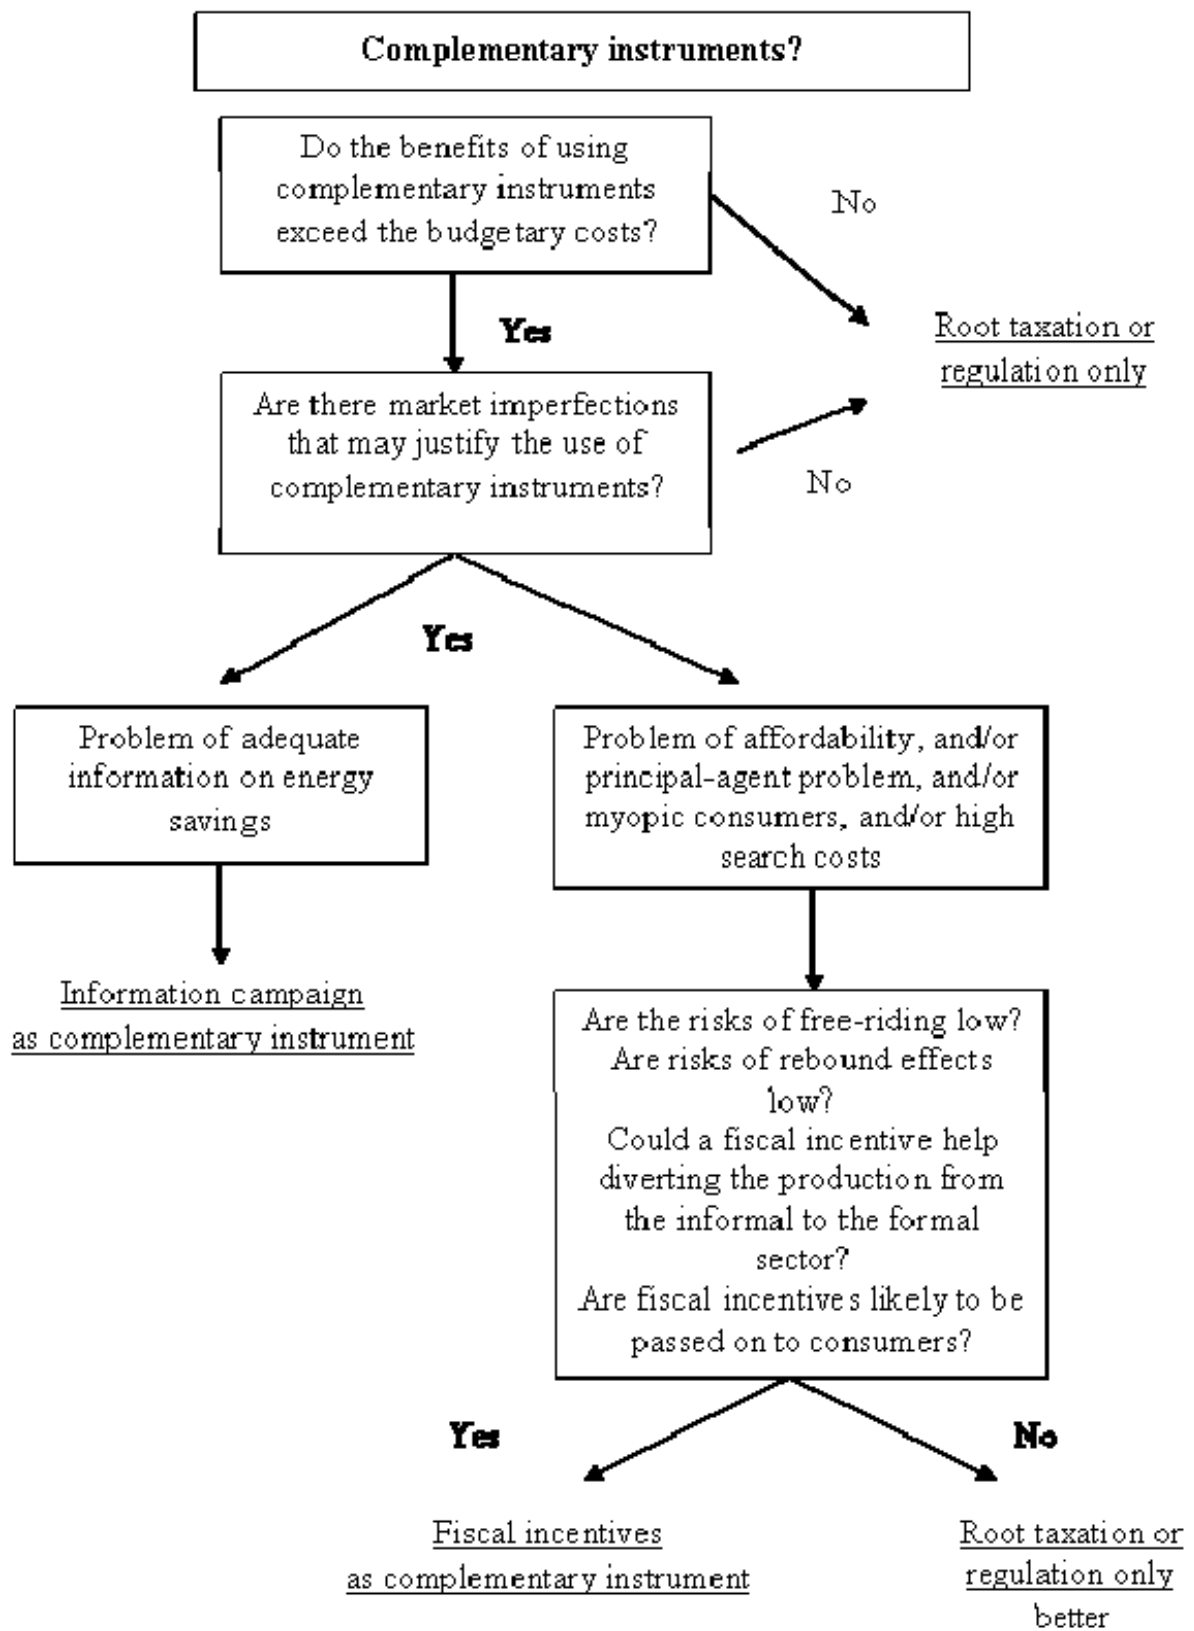 Complementary instruments?
Do the benefits of using
complementary instruments
exceed the budgetary costs?
No
Yes
Root taxation or
regulation only
Are there market imperfections
that may justify the use of
complementary instruments?
No
Yes
Problem of adequate
information on energy
savings
Problem of affordability, and/or
principal-agent problem, and/or
myopic consumers, and/or high
search costs
Information campaign
as complementary instrument
Are the risks of free-riding low?
Are risks of rebound effects
low?
Could a fiscal incentive help
diverting the production from
the informal to the formal
sector?
Are fiscal incentives likely to be
passed on to consumers?
Yes
No
Fiscal incentives
as complementary instrument
Root taxation or
regulation only
better